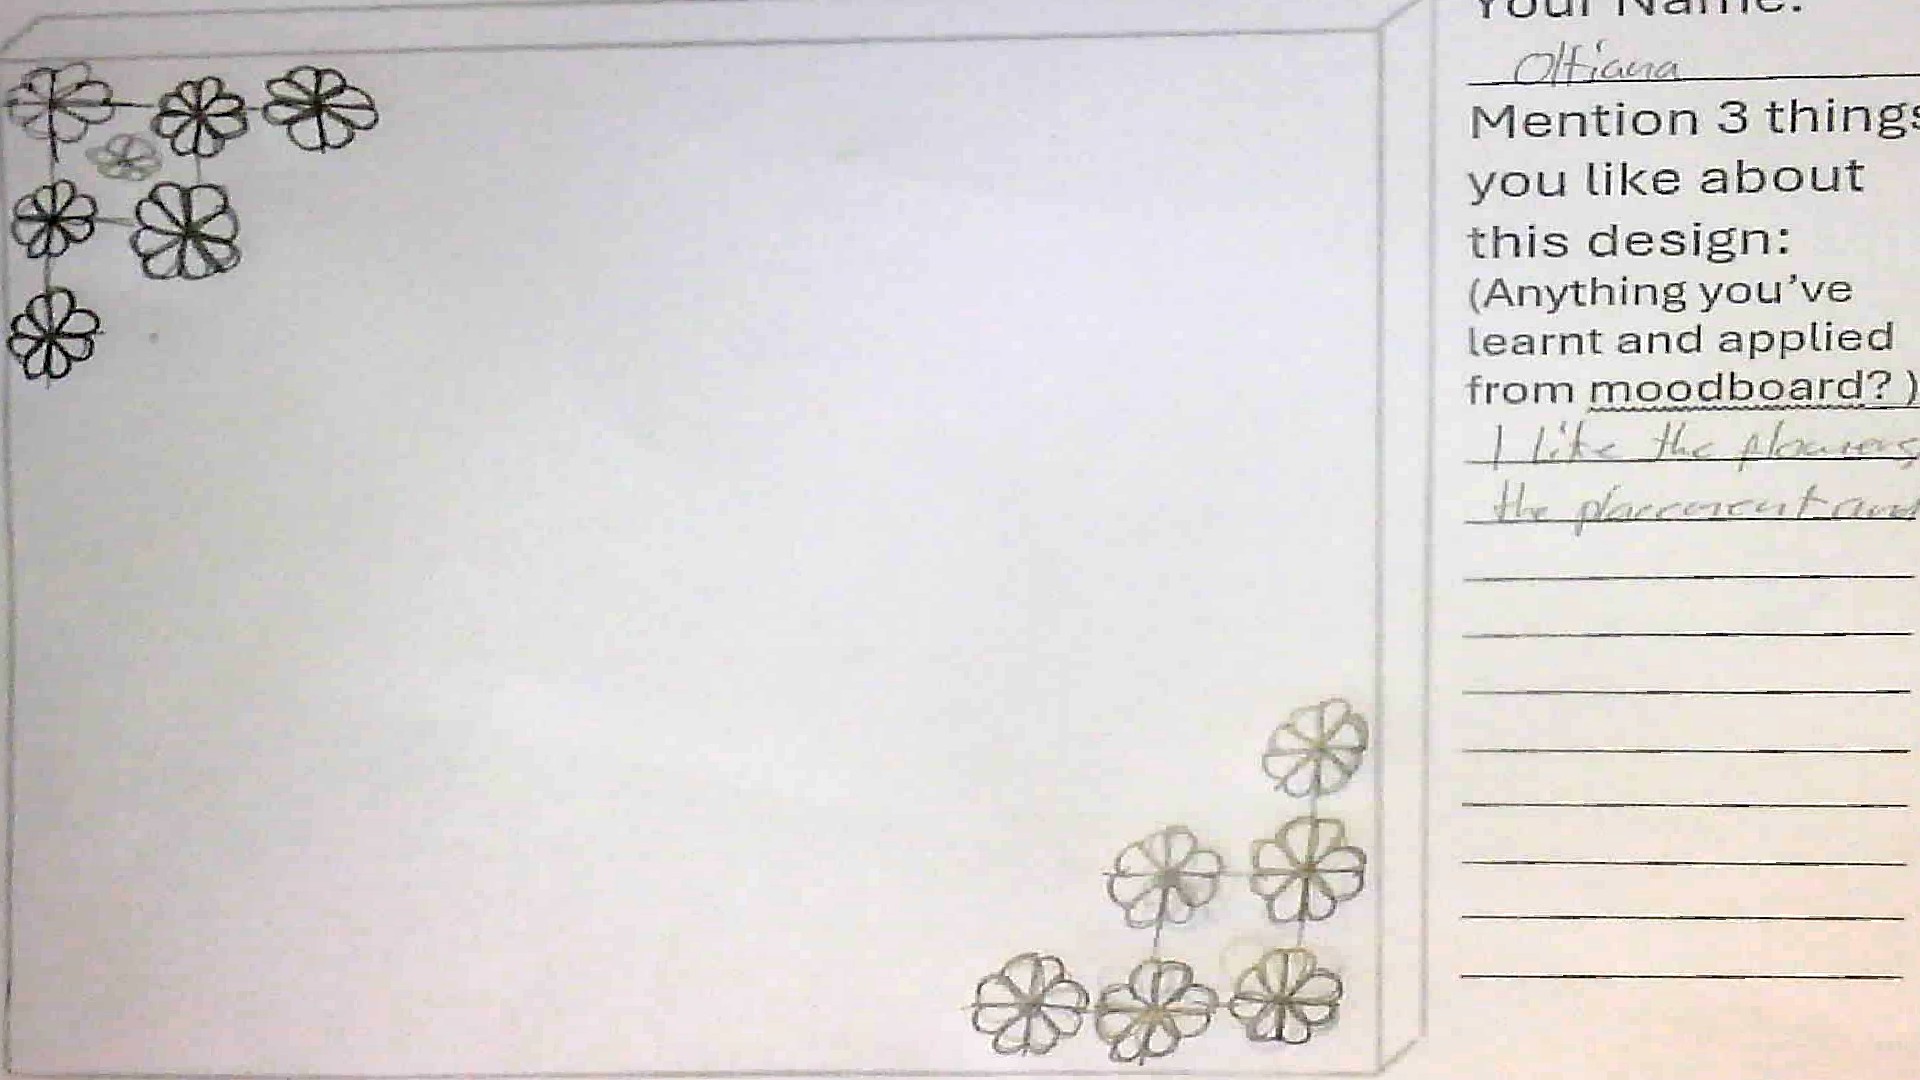 Your Name:
Oltiana
Mention 3 things
you like about
this design:
(Anything you've
learnt and applied
from moodboard? )
I like the flowers
the placement and